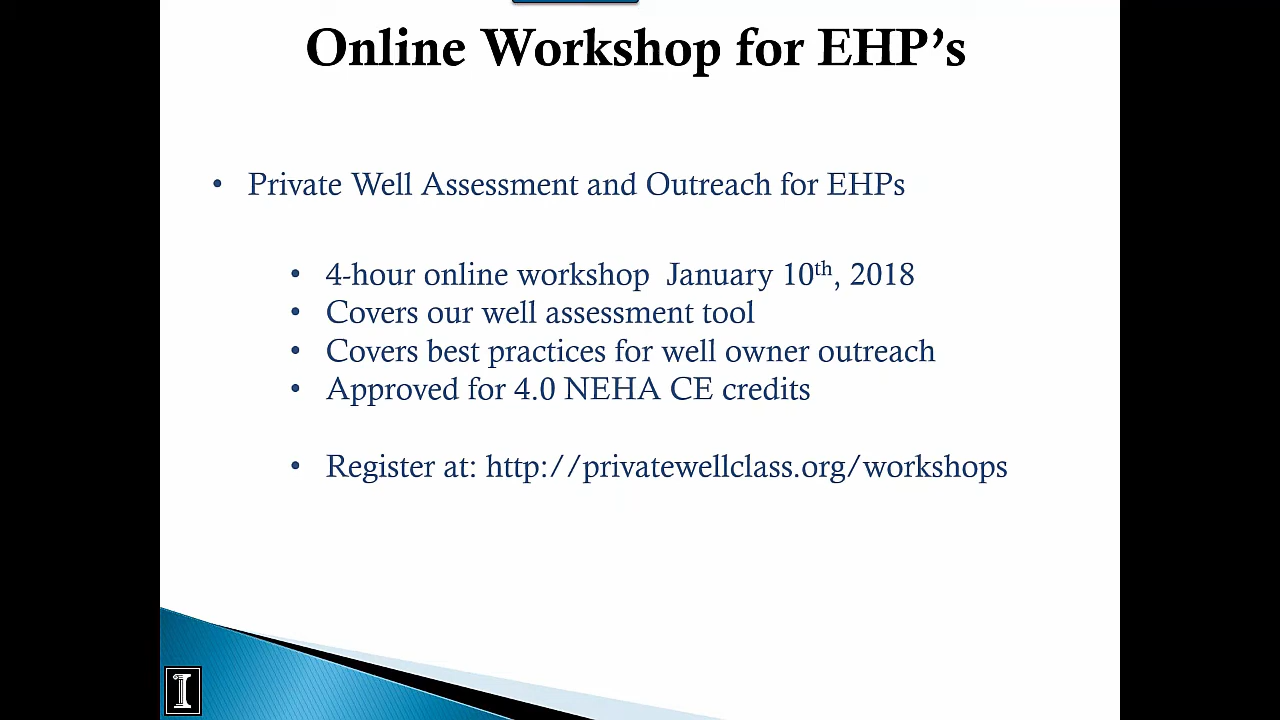 Online Workshop for EHP’s
• Private Well Assessment and Outreach for EHPs
• 4-hour online workshop  January 10th, 2018
• Covers our well assessment tool
• Covers best practices for well owner outreach
• Approved for 4.0 NEHA CE credits
• Register at: http://privatewellclass.org/workshops
I